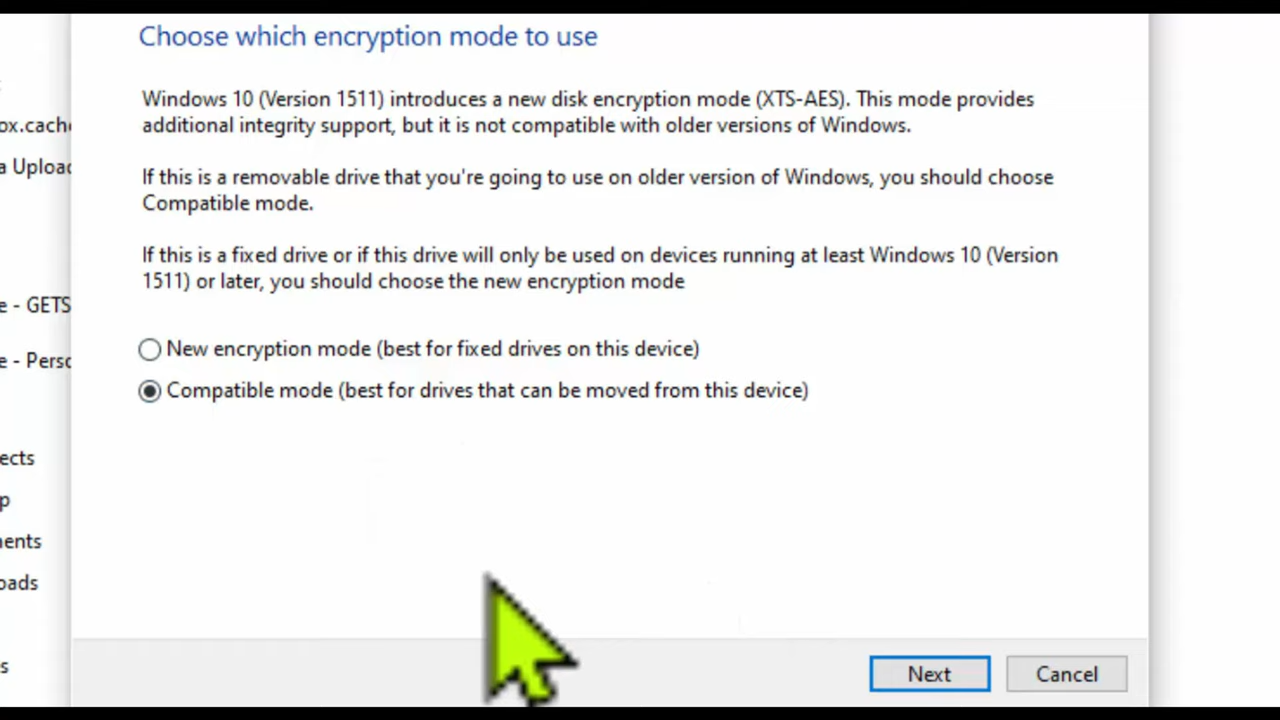 Choose which encryption mode to use
Windows 10 (Version 1511) introduces a new disk encryption mode (XTS-AES). This mode provides
additional integrity support, but it is not compatible with older versions of Windows.
If this is a removable drive that you're going to use on older version of Windows, you should choose
Compatible mode.
If this is a fixed drive or if this drive will only be used on devices running at least Windows 10 (Version
1511) or later, you should choose the new encryption mode
New encryption mode (best for fixed drives on this device)
Compatible mode (best for drives that can be moved from this device)
Next
Cancel
ox.cache
a Upload
e - GETS
e - Perso
ects
p
ents
oads
s